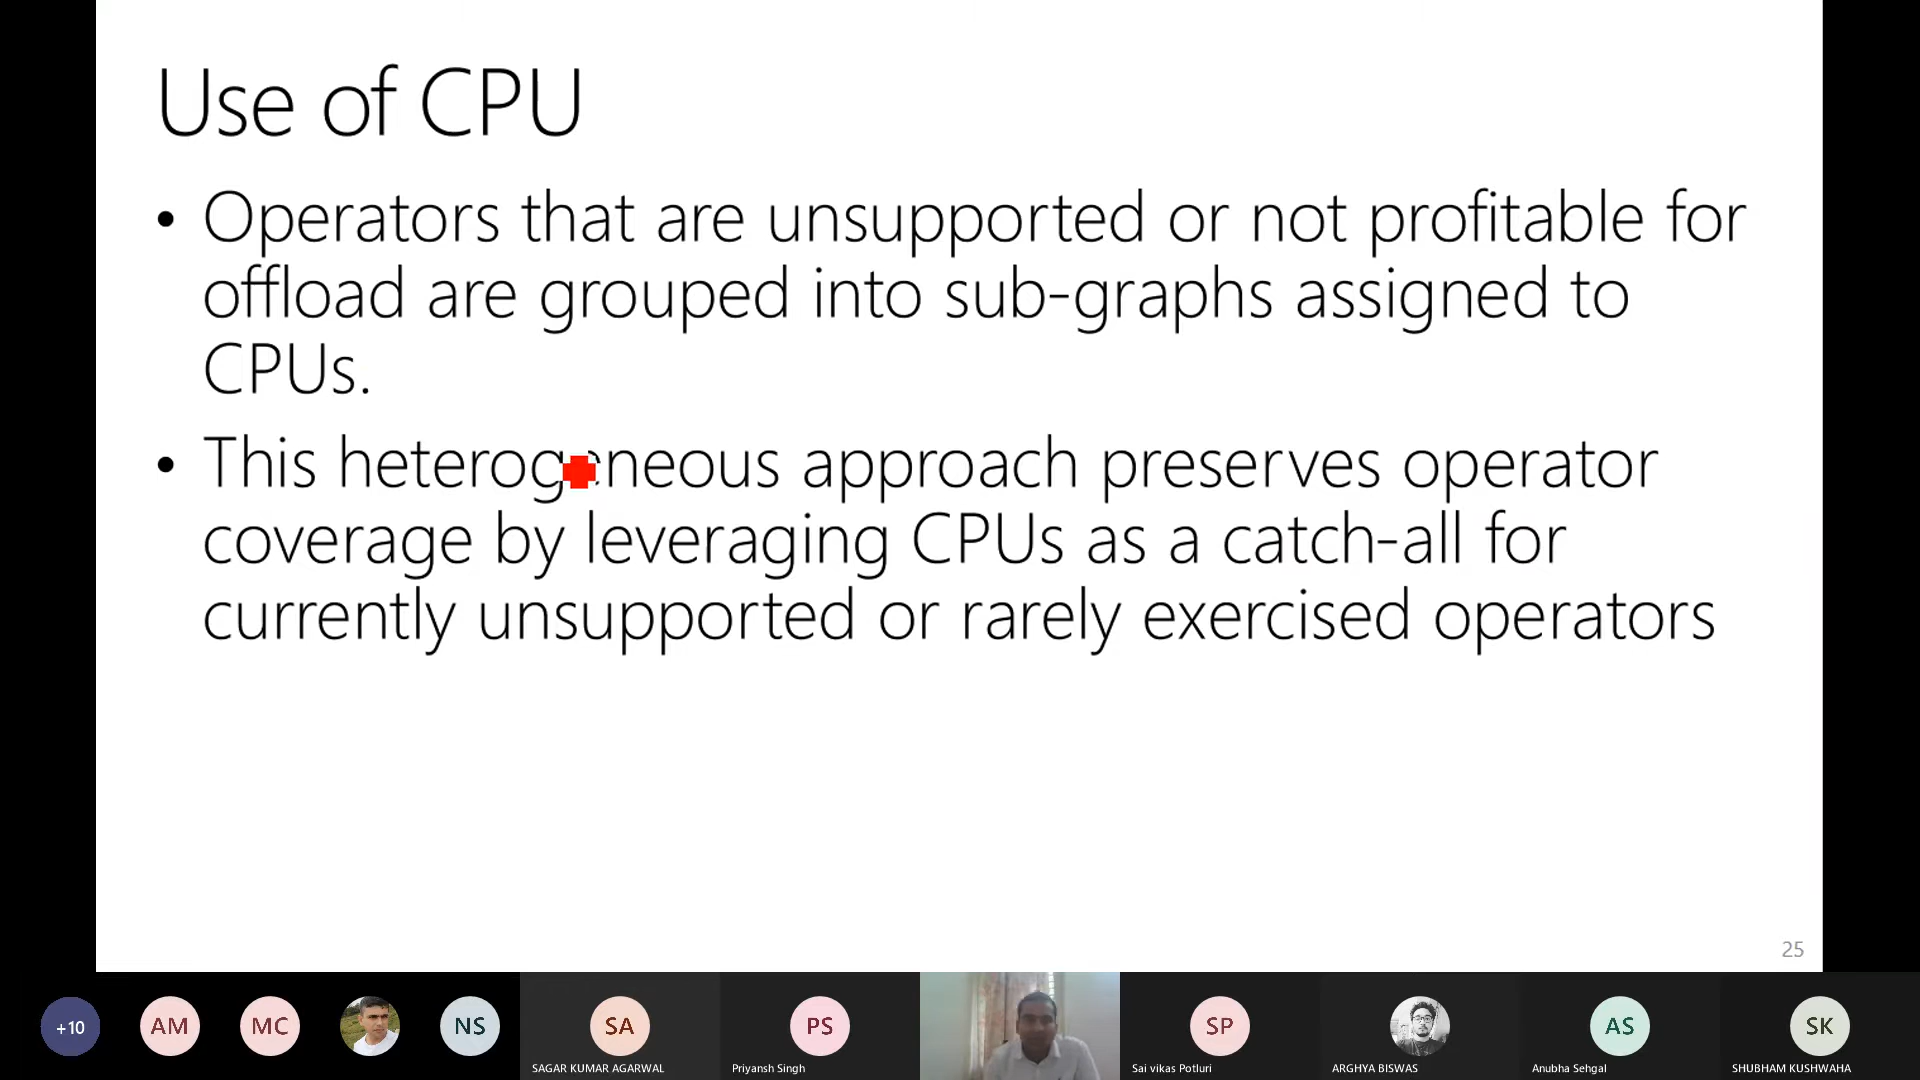 Use of CPU
• Operators that are unsupported or not profitable for
offload are grouped into sub-graphs assigned to
CPUs.
• This heterogeneous approach preserves operator
coverage by leveraging CPUs as a catch-all for
currently unsupported or rarely exercised operators
25
+10
AM
MC
NS
SA
PS
SP
AS
SK
SAGAR KUMAR AGARWAL
Priyansh Singh
Sai vikas Potluri
ARGHYA BISWAS
Anubha Sehgal
SHUBHAM KUSHWAHA